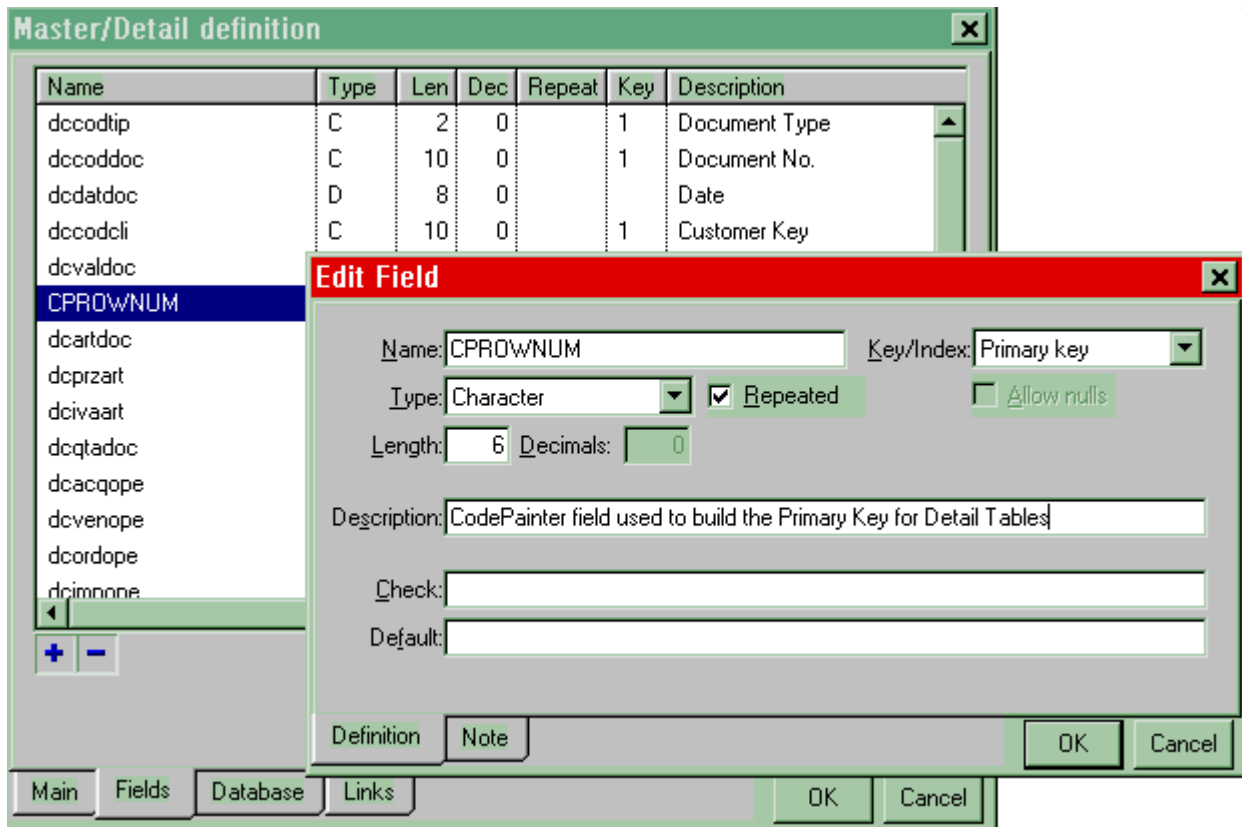 Master/Detail definition
Name Type Len Dec Repeat Key Description
dccodtip C 2 0 1 Document Type
dccoddoc C 10 0 1 Document No.
dcdatdoc D 8 0 Date
dccodcli C 10 0 1 Customer Key
dcvaldoc
CPROWNUM
dcartdoc
dcprzart
dcivaart
dcqtadoc
dcacqope
dcvenope
dcordope
dcimpope
Edit Field
Name: CPROWNUM Key/Index: Primary key
Type: Character Repeated Allow nulls
Length: 6 Decimals: 0
Description: CodePainter field used to build the Primary Key for Detail Tables
Check:
Default:
Definition Note OK Cancel
Main Fields Database Links OK Cancel